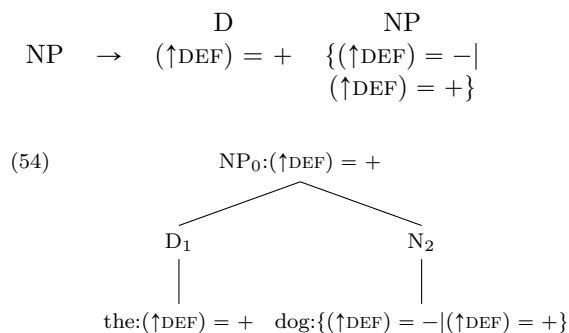 D NP
NP → (↑DEF) = + {(↑DEF) = −|
(↑DEF) = +}
(54) NP₀:(↑DEF) = +
D₁ N₂
the:(↑DEF) = + dog:{(↑DEF) = −|(↑DEF) = +}